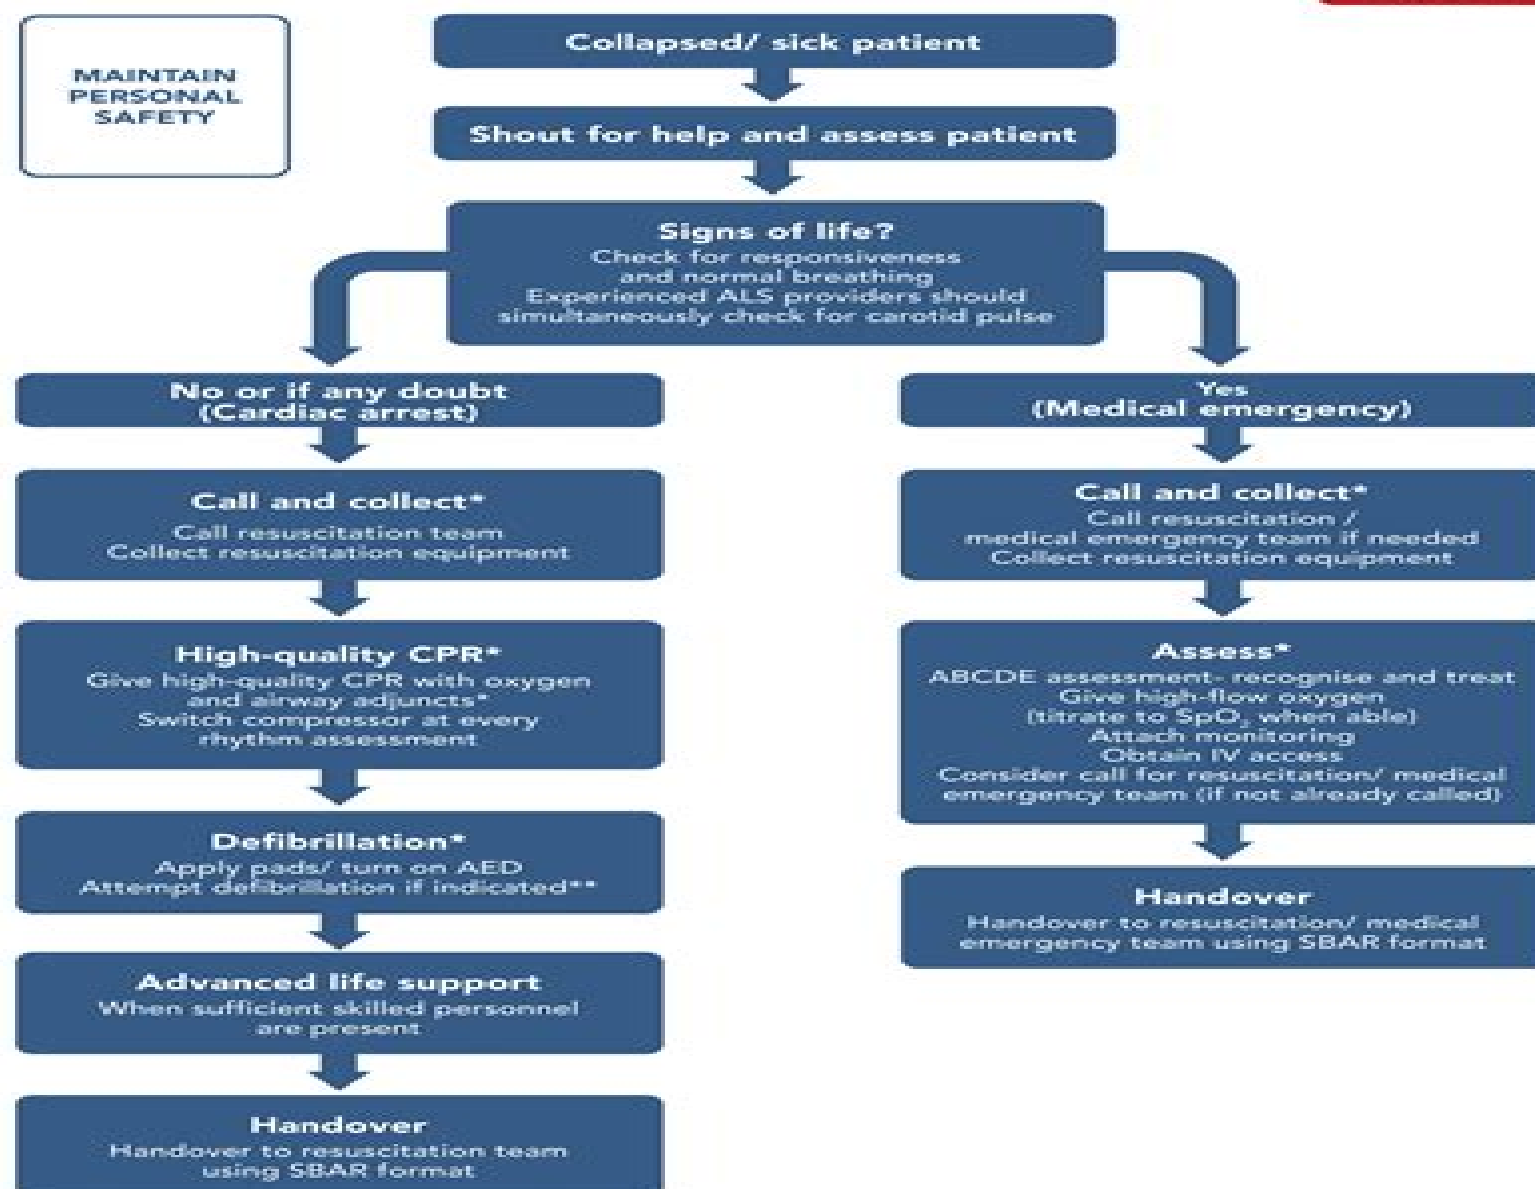 MAINTAIN
PERSONAL
SAFETY
Collapsed/ sick patient
Shout for help and assess patient
Signs of life?
Check for responsiveness
and normal breathing
Experienced ALS providers should
simultaneously check for carotid pulse
No or if any doubt
(Cardiac arrest)
Call and collect*
Call resuscitation team
Collect resuscitation equipment
High-quality CPR*
Give high-quality CPR with oxygen
and airway adjuncts*
Switch compressor at every
rhythm assessment
Defibrillation*
Apply pads/ turn on AED
Attempt defibrillation if indicated**
Advanced life support
When sufficient skilled personnel
are present
Handover
Handover to resuscitation team
using SBAR format
Yes
(Medical emergency)
Call and collect*
Call resuscitation /
medical emergency team if needed
Collect resuscitation equipment
Assess*
ABCDE assessment- recognise and treat
Give high-flow oxygen
(titrate to SpO₂ when able)
Attach monitoring
Obtain IV access
Consider call for resuscitation/ medical
emergency team (if not already called)
Handover
Handover to resuscitation/ medical
emergency team using SBAR format